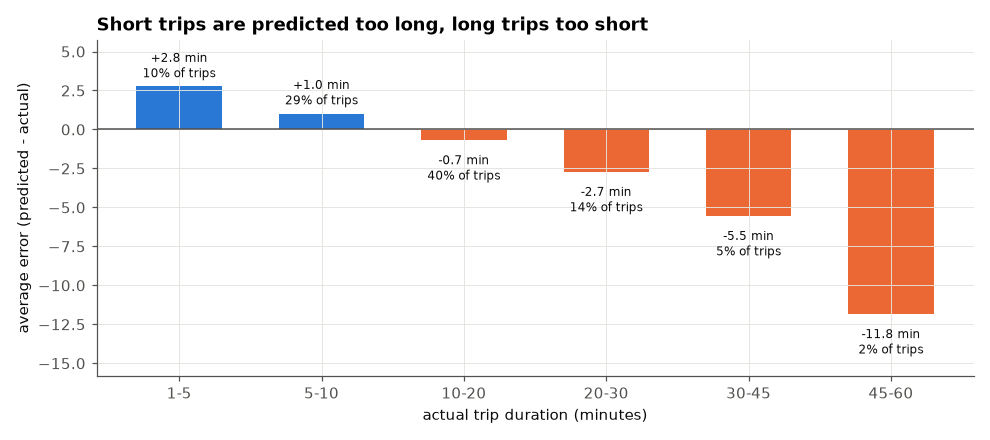 Short trips are predicted too long, long trips too short
average error (predicted - actual)
5.0
2.5
0.0
−2.5
−5.0
−7.5
−10.0
−12.5
−15.0
+2.8 min
10% of trips
+1.0 min
29% of trips
-0.7 min
40% of trips
-2.7 min
14% of trips
-5.5 min
5% of trips
-11.8 min
2% of trips
1-5
5-10
10-20
20-30
30-45
45-60
actual trip duration (minutes)